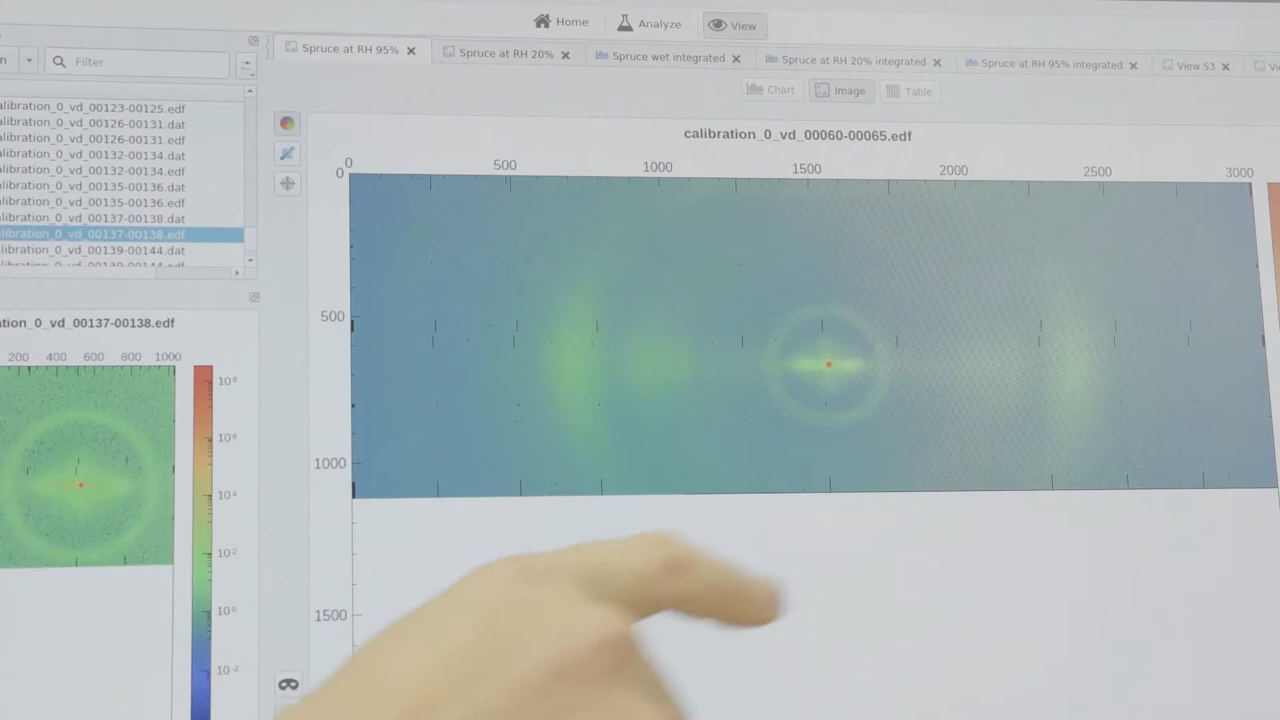 Home Analyze View
Spruce at RH 95% Spruce at RH 20% Spruce wet integrated Spruce at RH 20% integrated Spruce at RH 95% integrated View 53
Filter
Chart Image Table
alibration_0_vd_00123-00125.edf
alibration_0_vd_00126-00131.dat
alibration_0_vd_00126-00131.edf
alibration_0_vd_00132-00134.dat
alibration_0_vd_00132-00134.edf
alibration_0_vd_00135-00136.dat
libration_0_vd_00135-00136.edf
libration_0_vd_00137-00138.dat
libration_0_vd_00137-00138.edf
libration_0_vd_00139-00144.dat
calibration_0_vd_00060-00065.edf
0 500 1000 1500 2000 2500 3000
0
500
1000
1500
ation_0_vd_00137-00138.edf
200 400 600 800 1000
10⁸
10⁶
10⁴
10²
10⁰
10⁻²